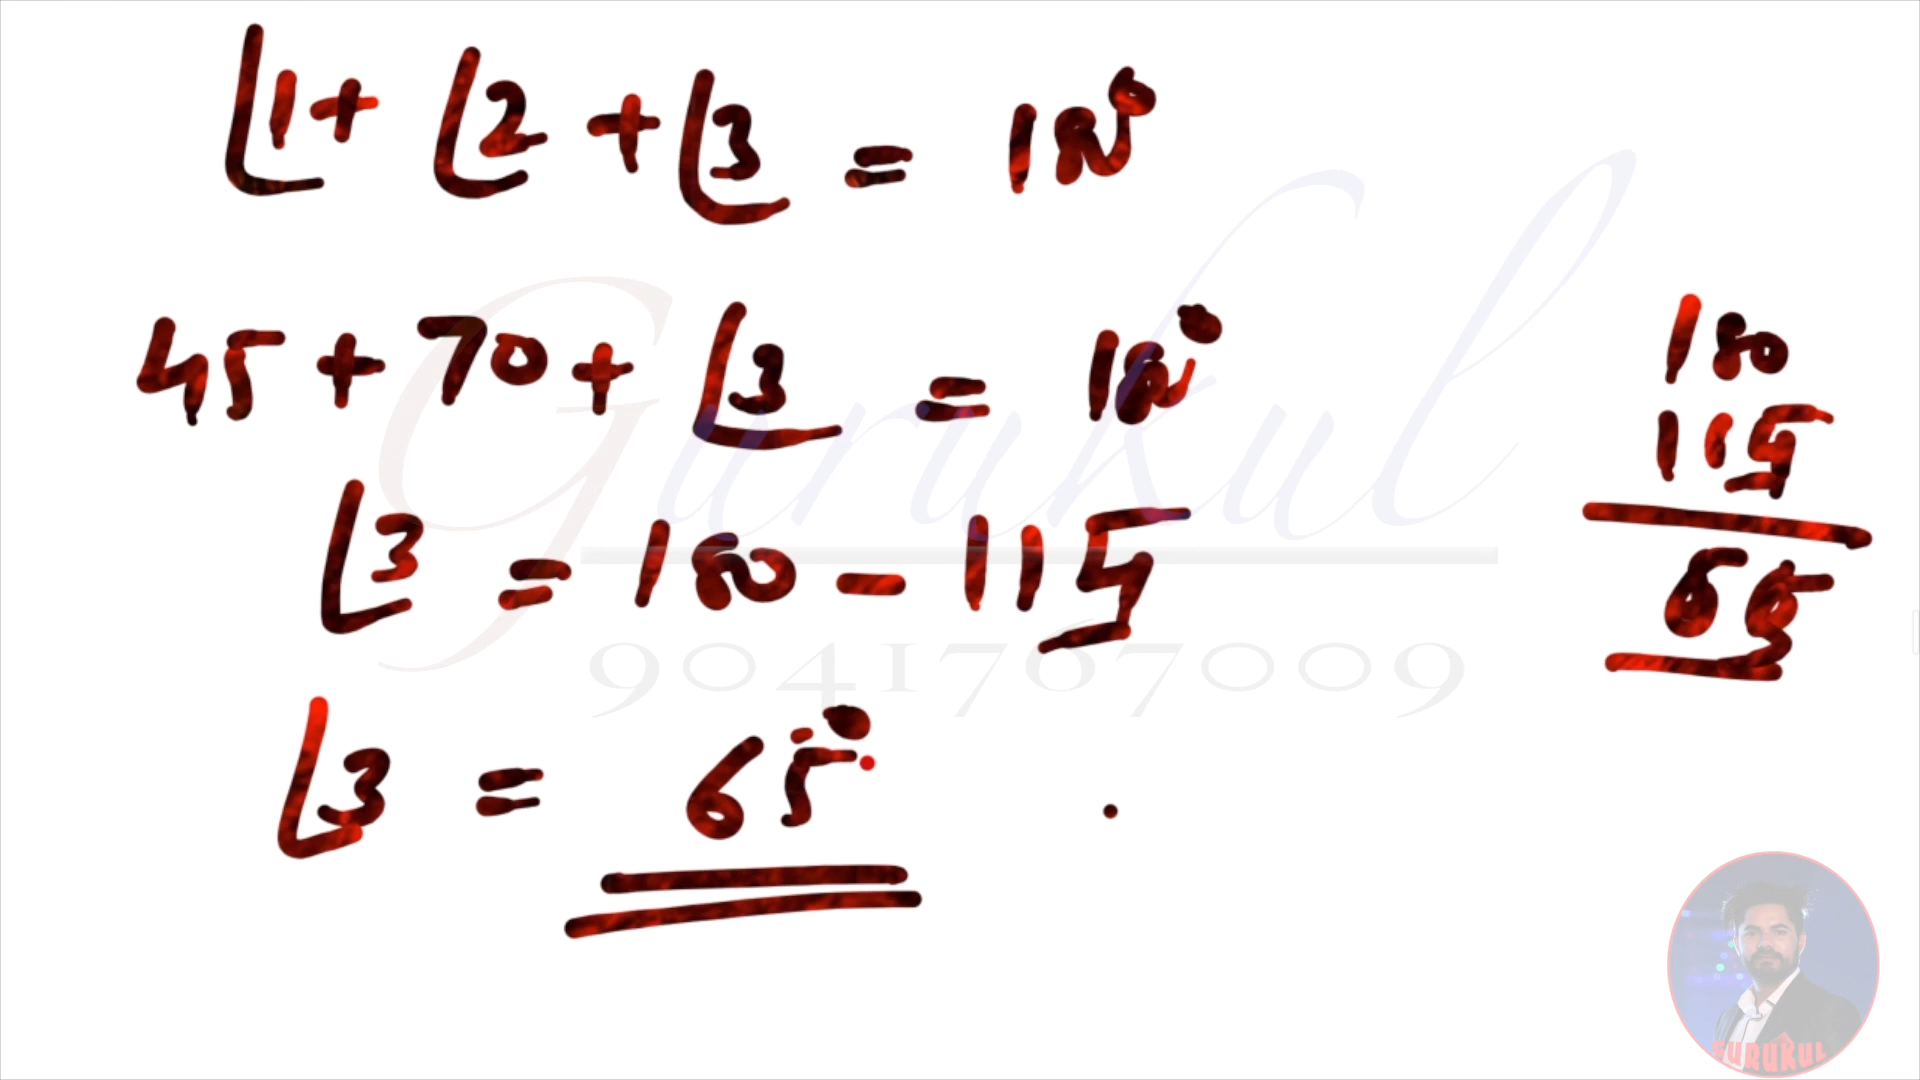 ∠1 + ∠2 + ∠3 = 180°
45 + 70 + ∠3 = 180°
∠3 = 180 - 115
∠3 = 65°
180
115
65
Gurukul
9041767009
GURUKUL